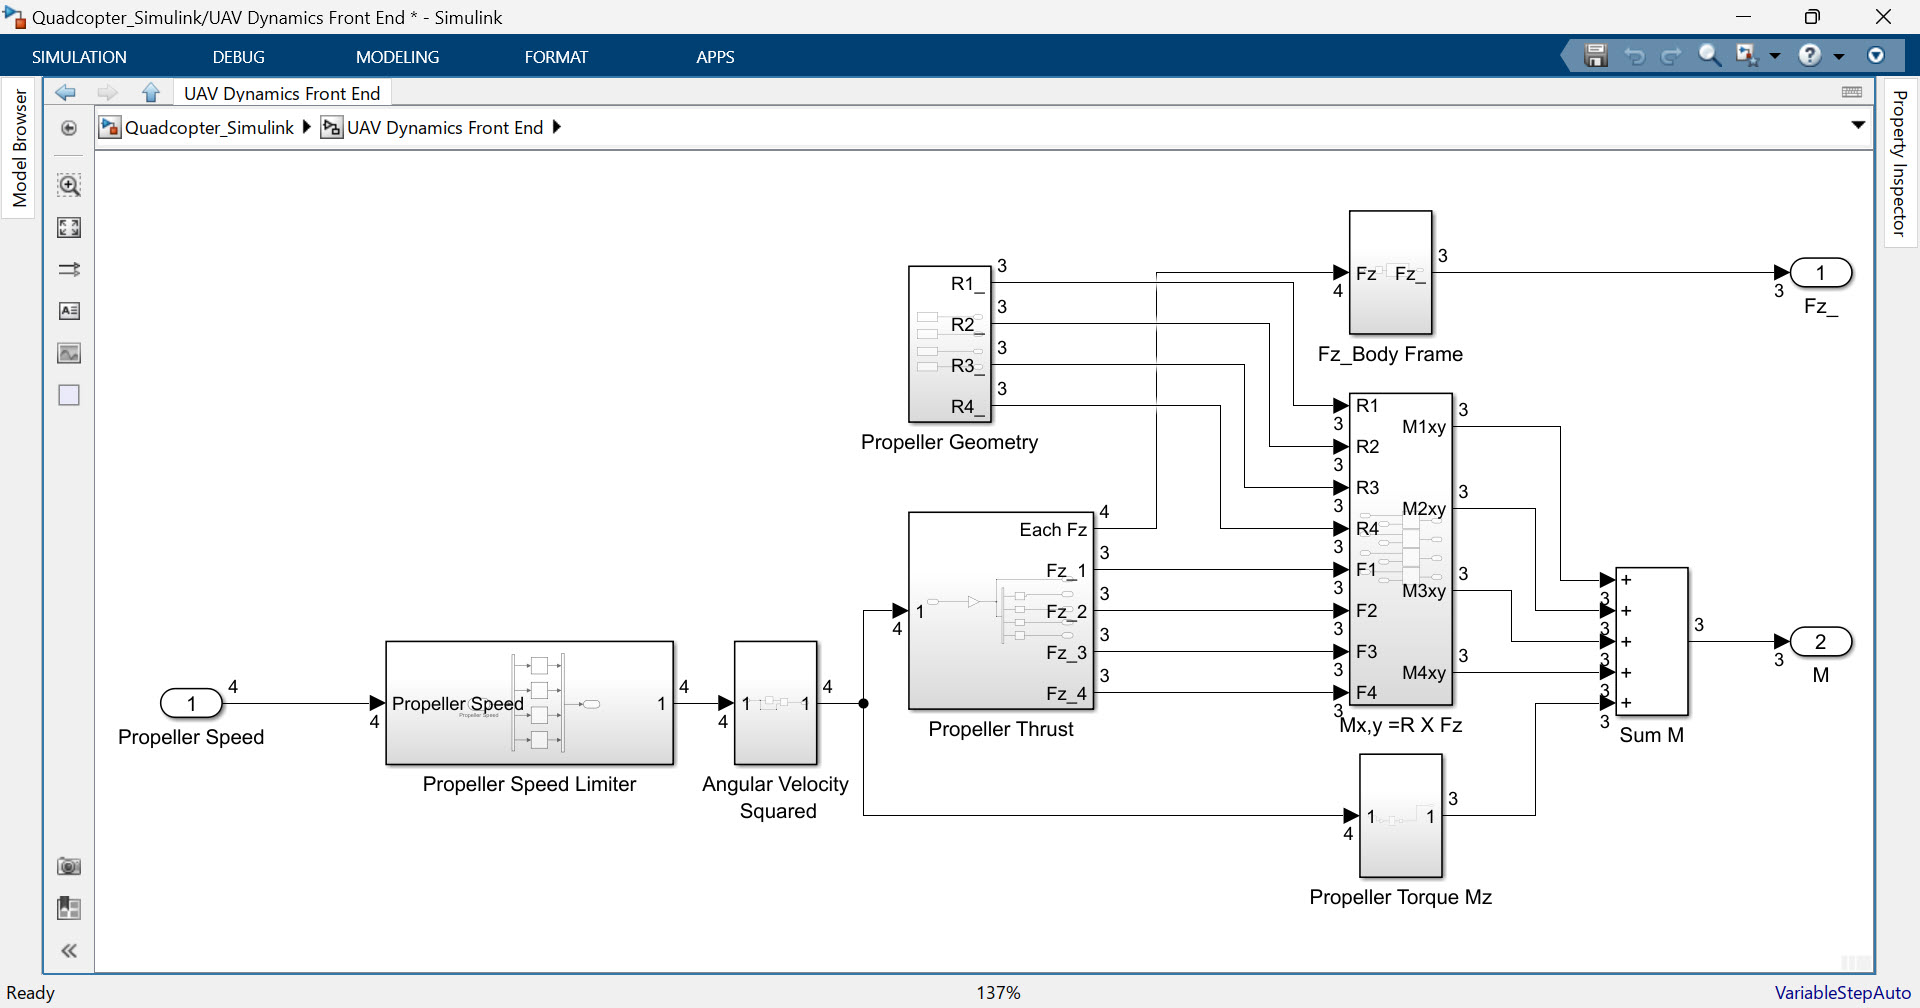 Quadcopter_Simulink/UAV Dynamics Front End * - Simulink
SIMULATION
DEBUG
MODELING
FORMAT
APPS
Model Browser
UAV Dynamics Front End
Property Inspector
Quadcopter_Simulink
UAV Dynamics Front End
1
Propeller Speed
4
4
Propeller Speed
Propeller Speed
1
Propeller Speed Limiter
4
4
1
1
Angular Velocity
Squared
4
R1_
R2_
R3_
R4_
3
3
3
3
Propeller Geometry
4
1
Each Fz
Fz_1
Fz_2
Fz_3
Fz_4
4
3
3
3
3
Propeller Thrust
4
Fz
Fz_
3
Fz_Body Frame
3
1
Fz_
R1
3
R2
3
R3
3
R4
3
F1
3
F2
3
F3
3
F4
3
M1xy
M2xy
M3xy
M4xy
3
3
3
3
Mx,y =R X Fz
4
1
1
3
Propeller Torque Mz
+
3
+
3
+
3
+
3
+
3
Sum M
3
3
2
M
Ready
137%
VariableStepAuto